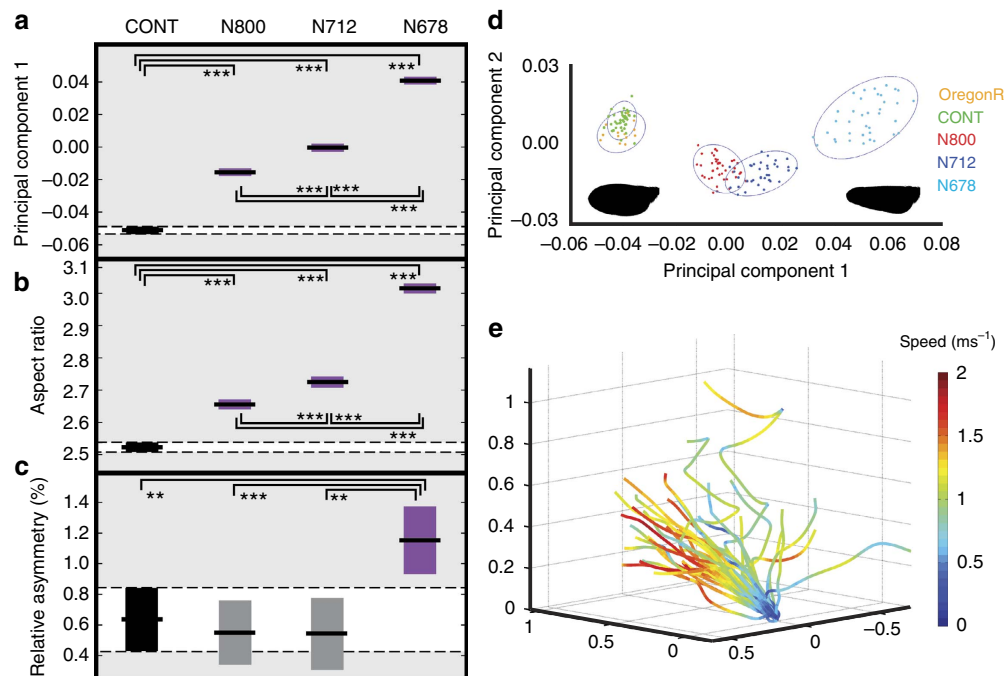 a
CONT N800 N712 N678
Principal component 1
0.04
0.00
−0.02
−0.04
−0.06
*** *** ***
*** ***
***
b
Aspect ratio
3.1
3.0
2.8
2.7
2.6
2.5
*** *** ***
*** ***
***
c
Relative asymmetry (%)
1.4
1.2
1.0
0.8
0.6
0.4
** *** **
d
Principal component 2
0.03
0.00
−0.03
−0.06 −0.04 −0.02 0.00 0.02 0.04 0.06 0.08
Principal component 1
OregonR
CONT
N800
N712
N678
e
Speed (ms−1)
2
1.5
1
0.5
0
1
0.8
0.6
0.4
0.2
0
1
0.5
0
0.5
0
−0.5